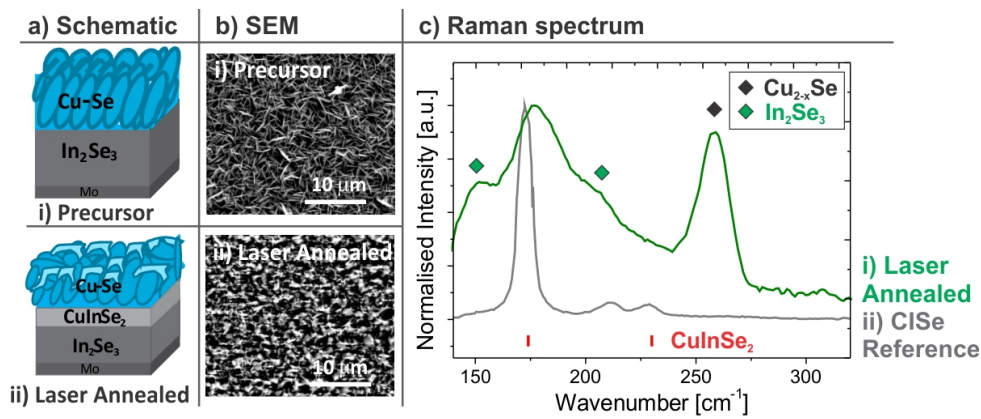 a) Schematic
b) SEM
c) Raman spectrum
Cu-Se
In₂Se₃
Mo
i) Precursor
i) Precursor
10 μm
Cu-Se
CuInSe₂
In₂Se₃
Mo
ii) Laser Annealed
ii) Laser Annealed
10 μm
Normalised Intensity [a.u.]
Cu₂₋ₓSe
In₂Se₃
CuInSe₂
150 200 250 300
Wavenumber [cm⁻¹]
i) Laser
Annealed
ii) CISe
Reference